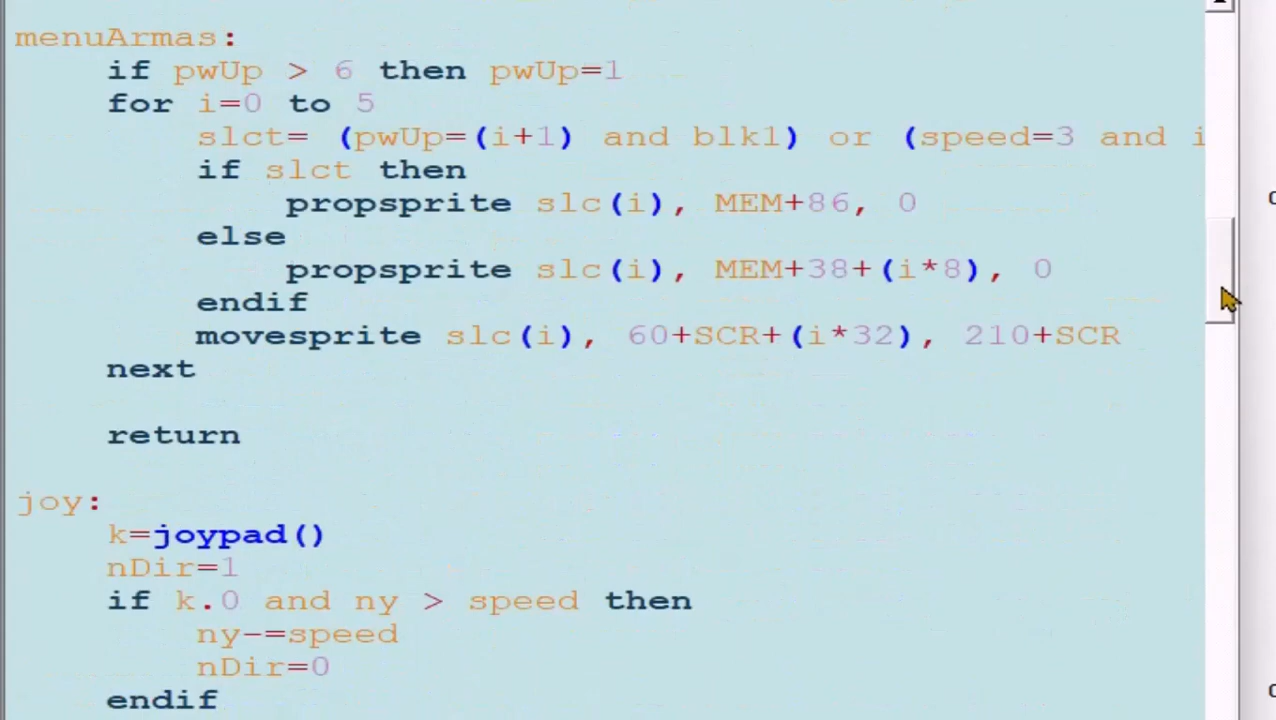 menuArmas:
if pwUp > 6 then pwUp=1
for i=0 to 5
slct= (pwUp=(i+1) and blk1) or (speed=3 and i
if slct then
propsprite slc(i), MEM+86, 0
else
propsprite slc(i), MEM+38+(i*8), 0
endif
movesprite slc(i), 60+SCR+(i*32), 210+SCR
next
return
joy:
k=joypad()
nDir=1
if k.0 and ny > speed then
ny-=speed
nDir=0
endif